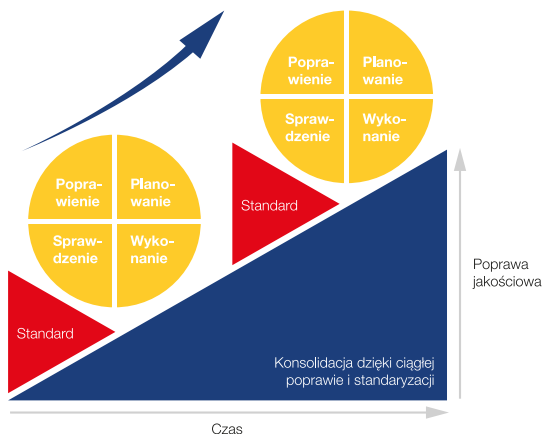 Popra-
wienie
Plano-
wanie
Spraw-
dzenie
Wyko-
nanie
Standard
Popra-
wienie
Plano-
wanie
Spraw-
dzenie
Wyko-
nanie
Standard
Poprawa
jakościowa
Konsolidacja dzięki ciągłej
poprawie i standaryzacji
Czas